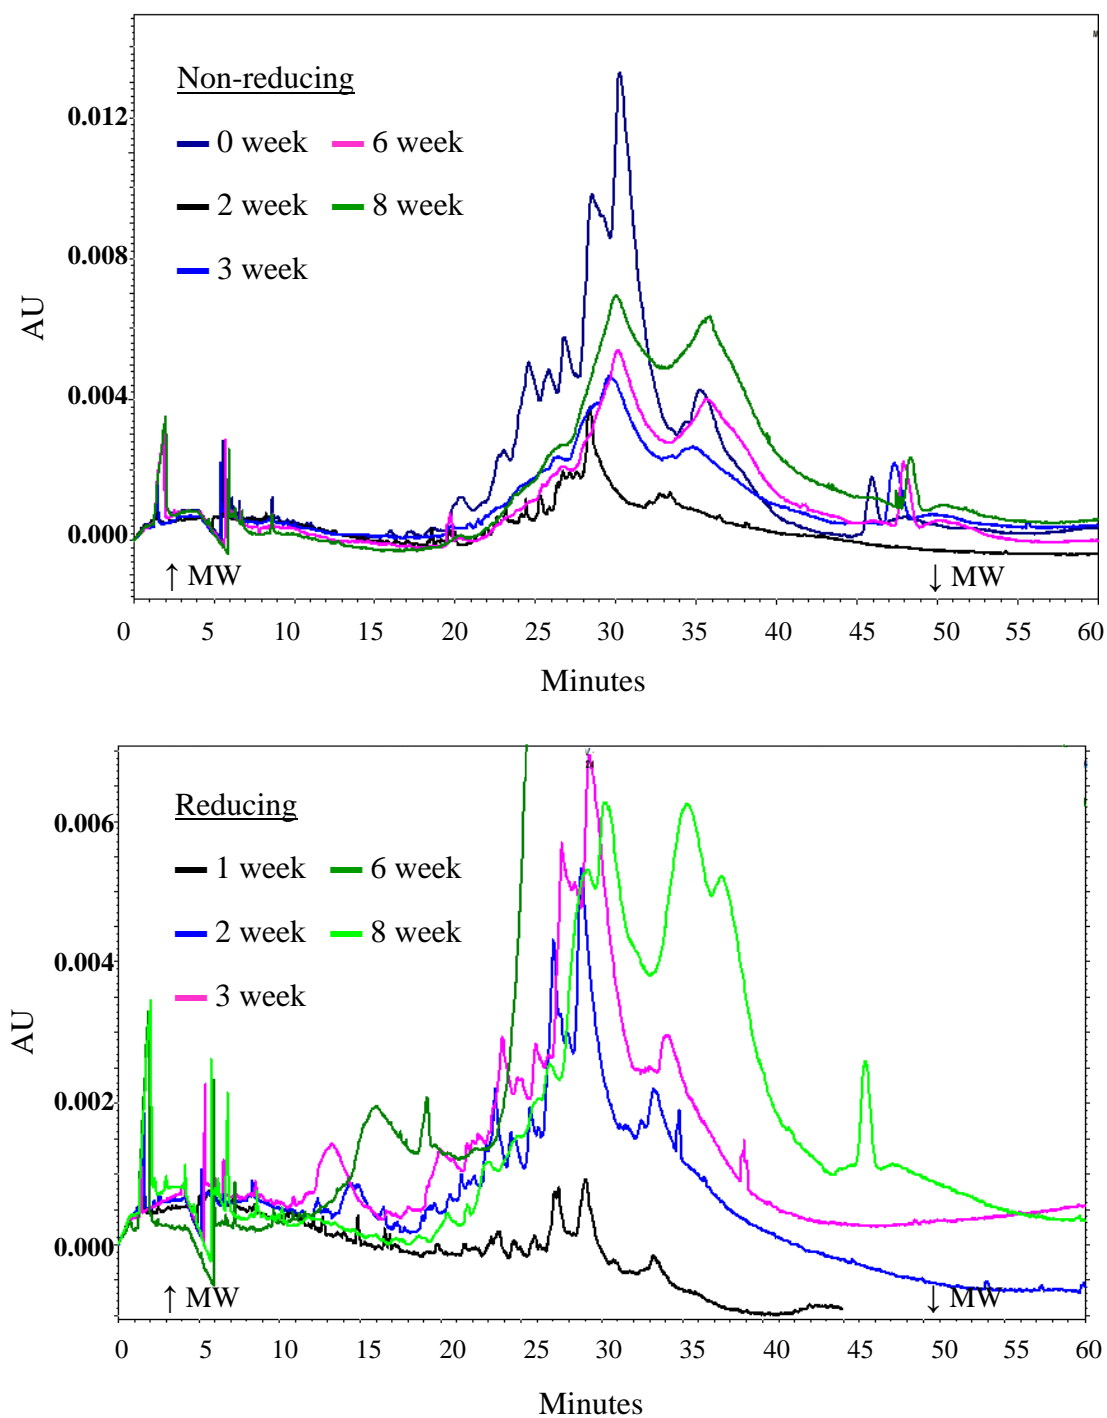 Non-reducing
0 week 6 week
2 week 8 week
3 week
0.012
0.008
0.004
0.000
AU
↑ MW ↓ MW
0 5 10 15 20 25 30 35 40 45 50 55 60
Minutes
Reducing
1 week 6 week
2 week 8 week
3 week
0.006
0.004
0.002
0.000
AU
↑ MW ↓ MW
0 5 10 15 20 25 30 35 40 45 50 55 60
Minutes